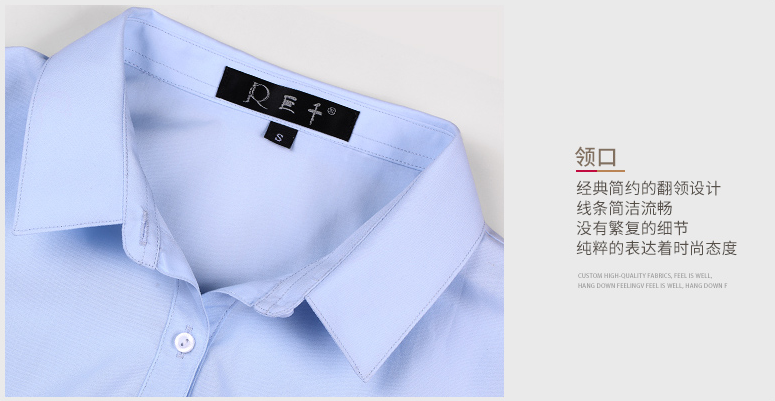 RET®
S
领口
经典简约的翻领设计
线条简洁流畅
没有繁复的细节
纯粹的表达着时尚态度
CUSTOM HIGH-QUALITY FABRICS, FEEL IS WELL,
HANG DOWN FEELINGV FEEL IS WELL, HANG DOWN F